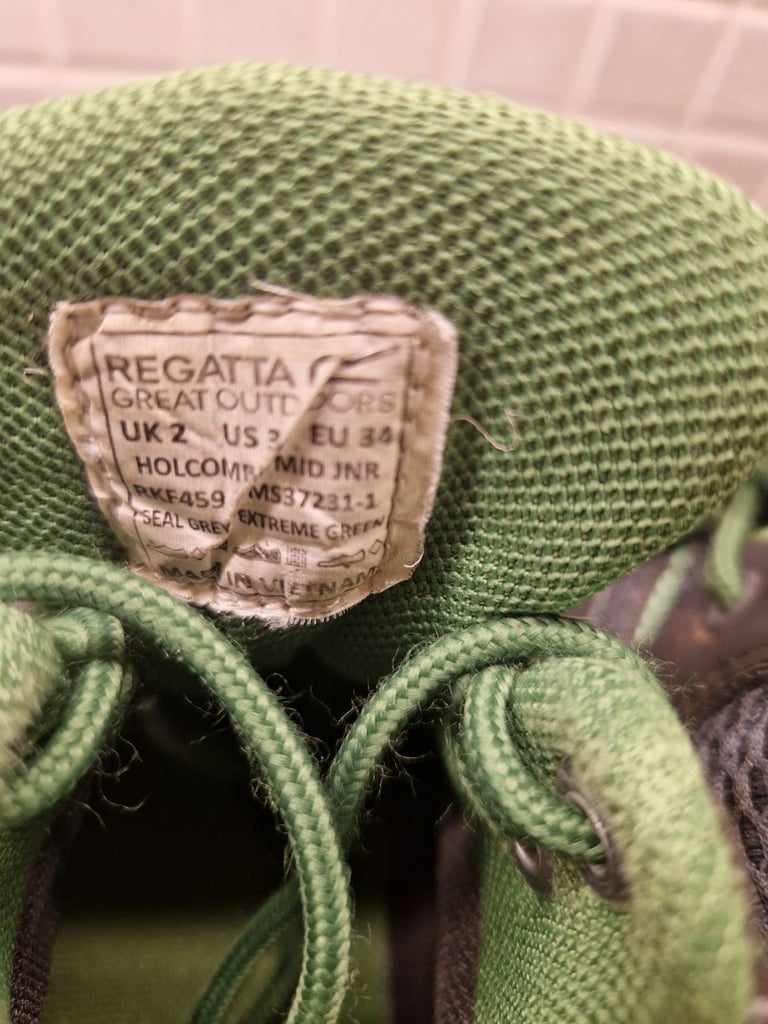 REGATTA
GREAT OUTDOORS
UK 2 US EU 34
MID JNR
RKF459 MS37231-1
SEAL GREY EXTREME GREEN
MADE IN VIETNAM